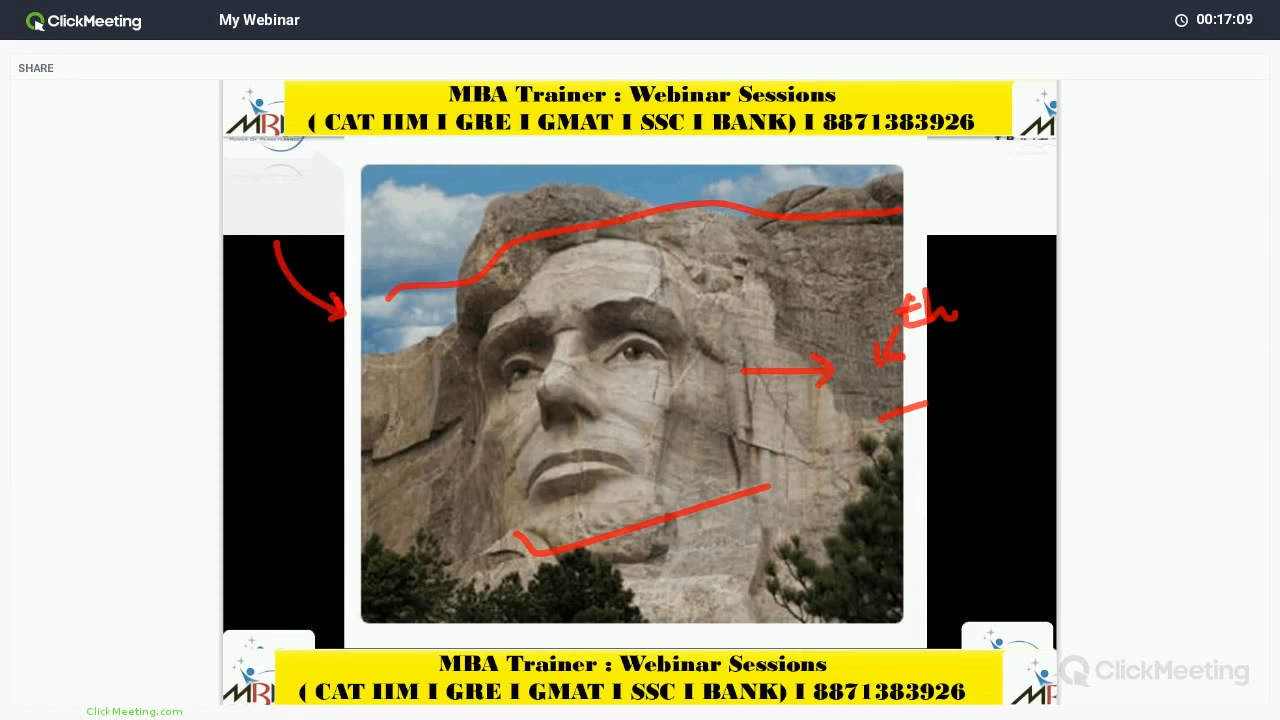 ClickMeeting
My Webinar
00:17:09
SHARE
MBA Trainer : Webinar Sessions
( CAT IIM I GRE I GMAT I SSC I BANK) I 8871383926
th
MBA Trainer : Webinar Sessions
( CAT IIM I GRE I GMAT I SSC I BANK) I 8871383926
ClickMeeting
ClickMeeting.com